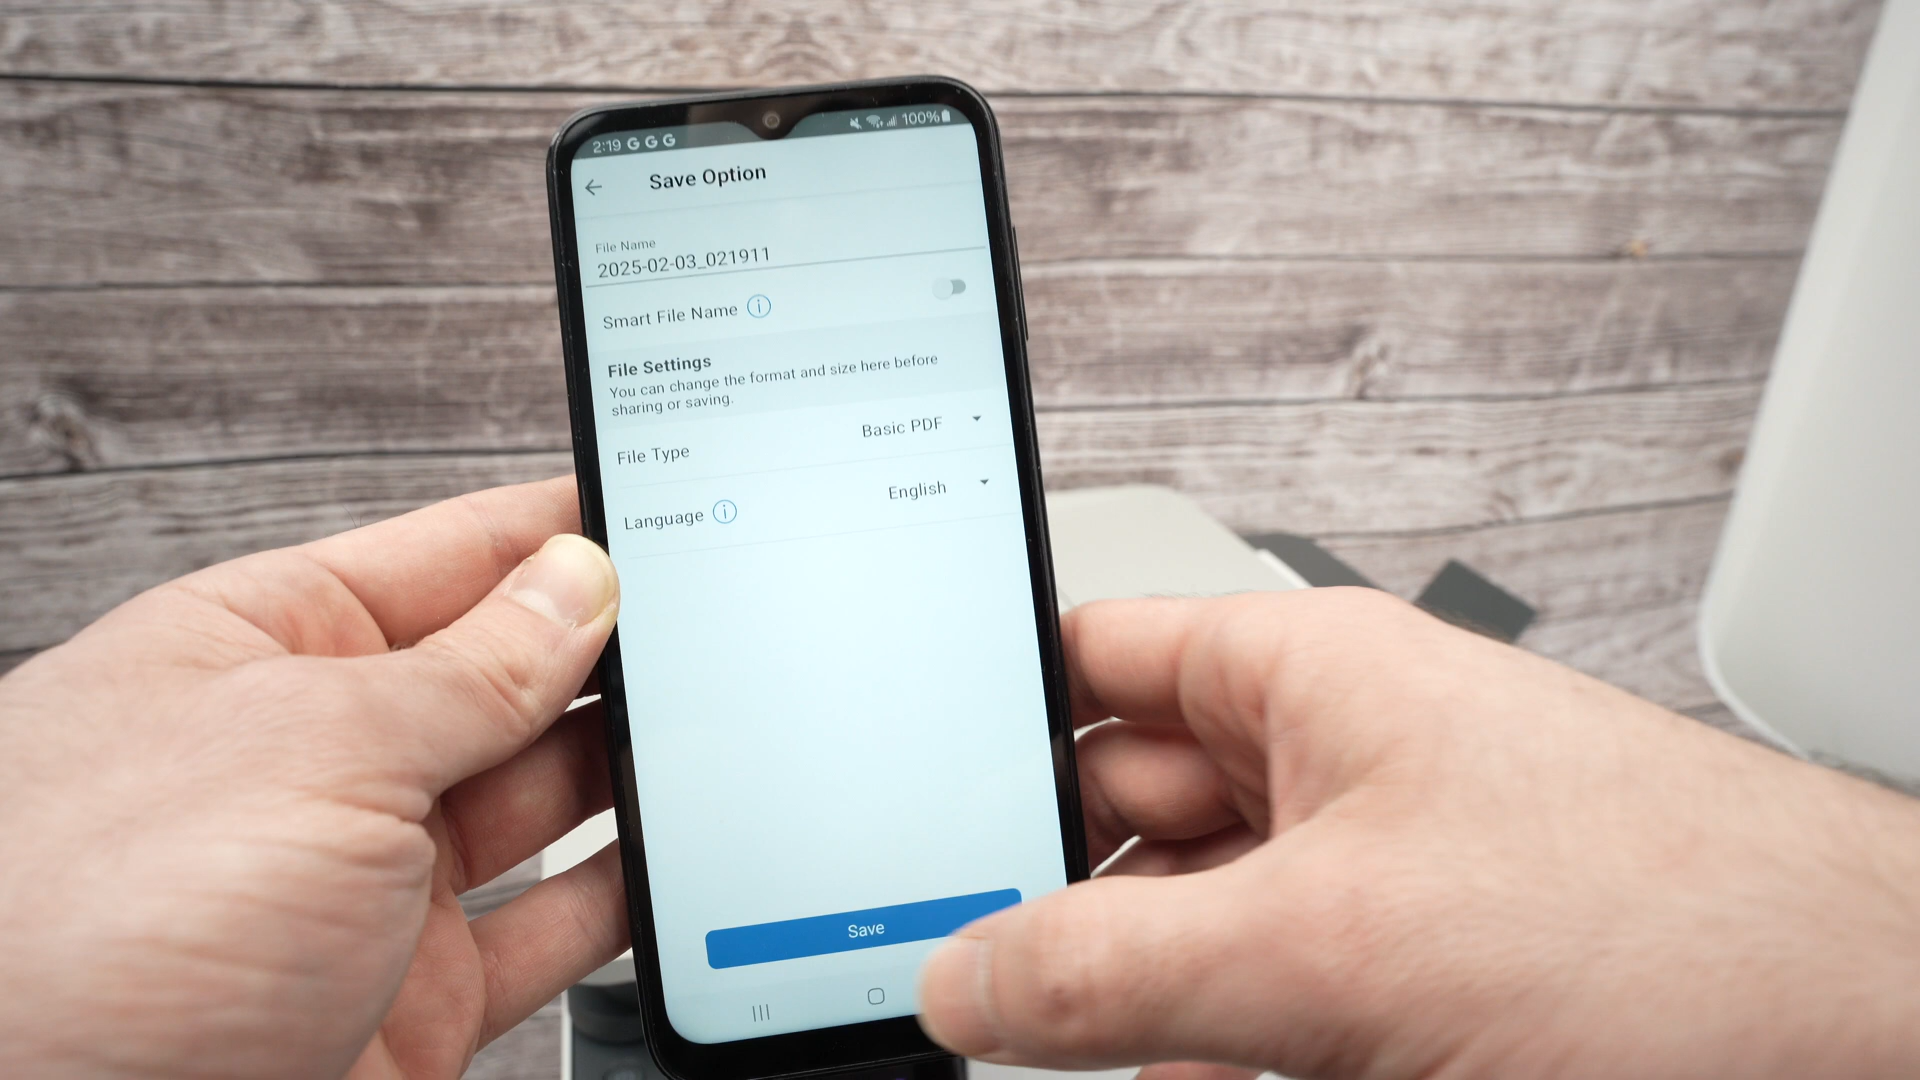 2:19 G G G 100%
Save Option
File Name
2025-02-03_021911
Smart File Name
File Settings
You can change the format and size here before
sharing or saving.
File Type Basic PDF
Language English
Save